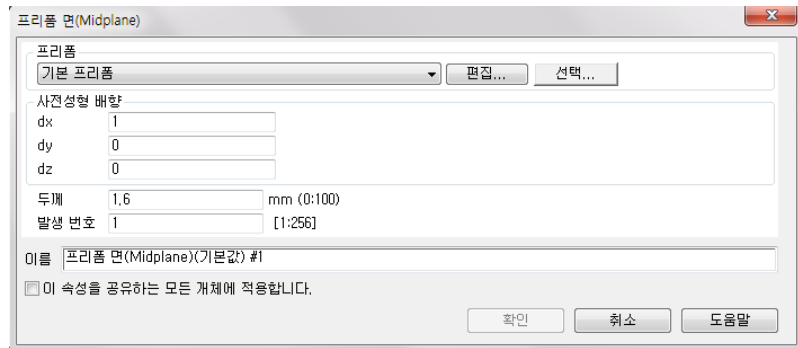 프리폼 면(Midplane)
프리폼
기본 프리폼 편집... 선택...
사전성형 배향
dx 1
dy 0
dz 0
두께 1.6 mm (0:100)
발생 번호 1 [1:256]
이름 프리폼 면(Midplane)(기본값) #1
이 속성을 공유하는 모든 개체에 적용합니다.
확인 취소 도움말